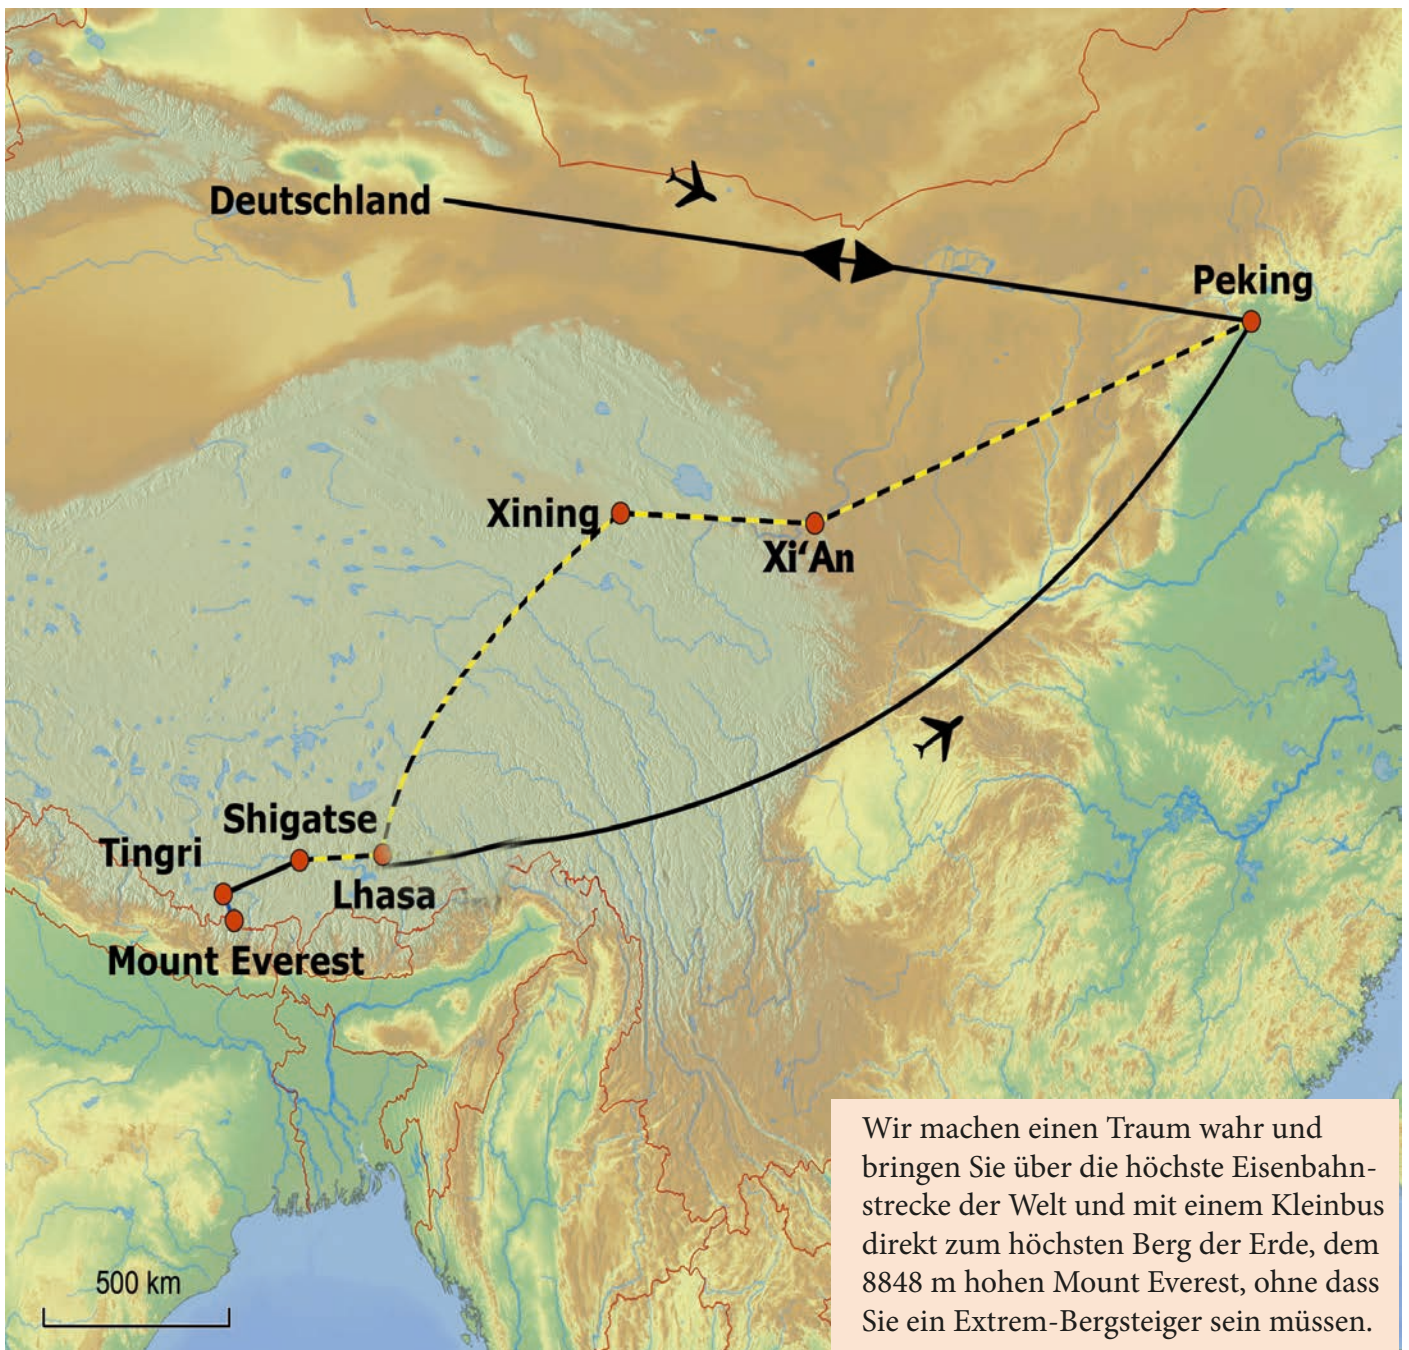 Deutschland
Peking
Xining
Xi‘An
Shigatse
Tingri
Lhasa
Mount Everest
500 km
Wir machen einen Traum wahr und
bringen Sie über die höchste Eisenbahn-
strecke der Welt und mit einem Kleinbus
direkt zum höchsten Berg der Erde, dem
8848 m hohen Mount Everest, ohne dass
Sie ein Extrem-Bergsteiger sein müssen.